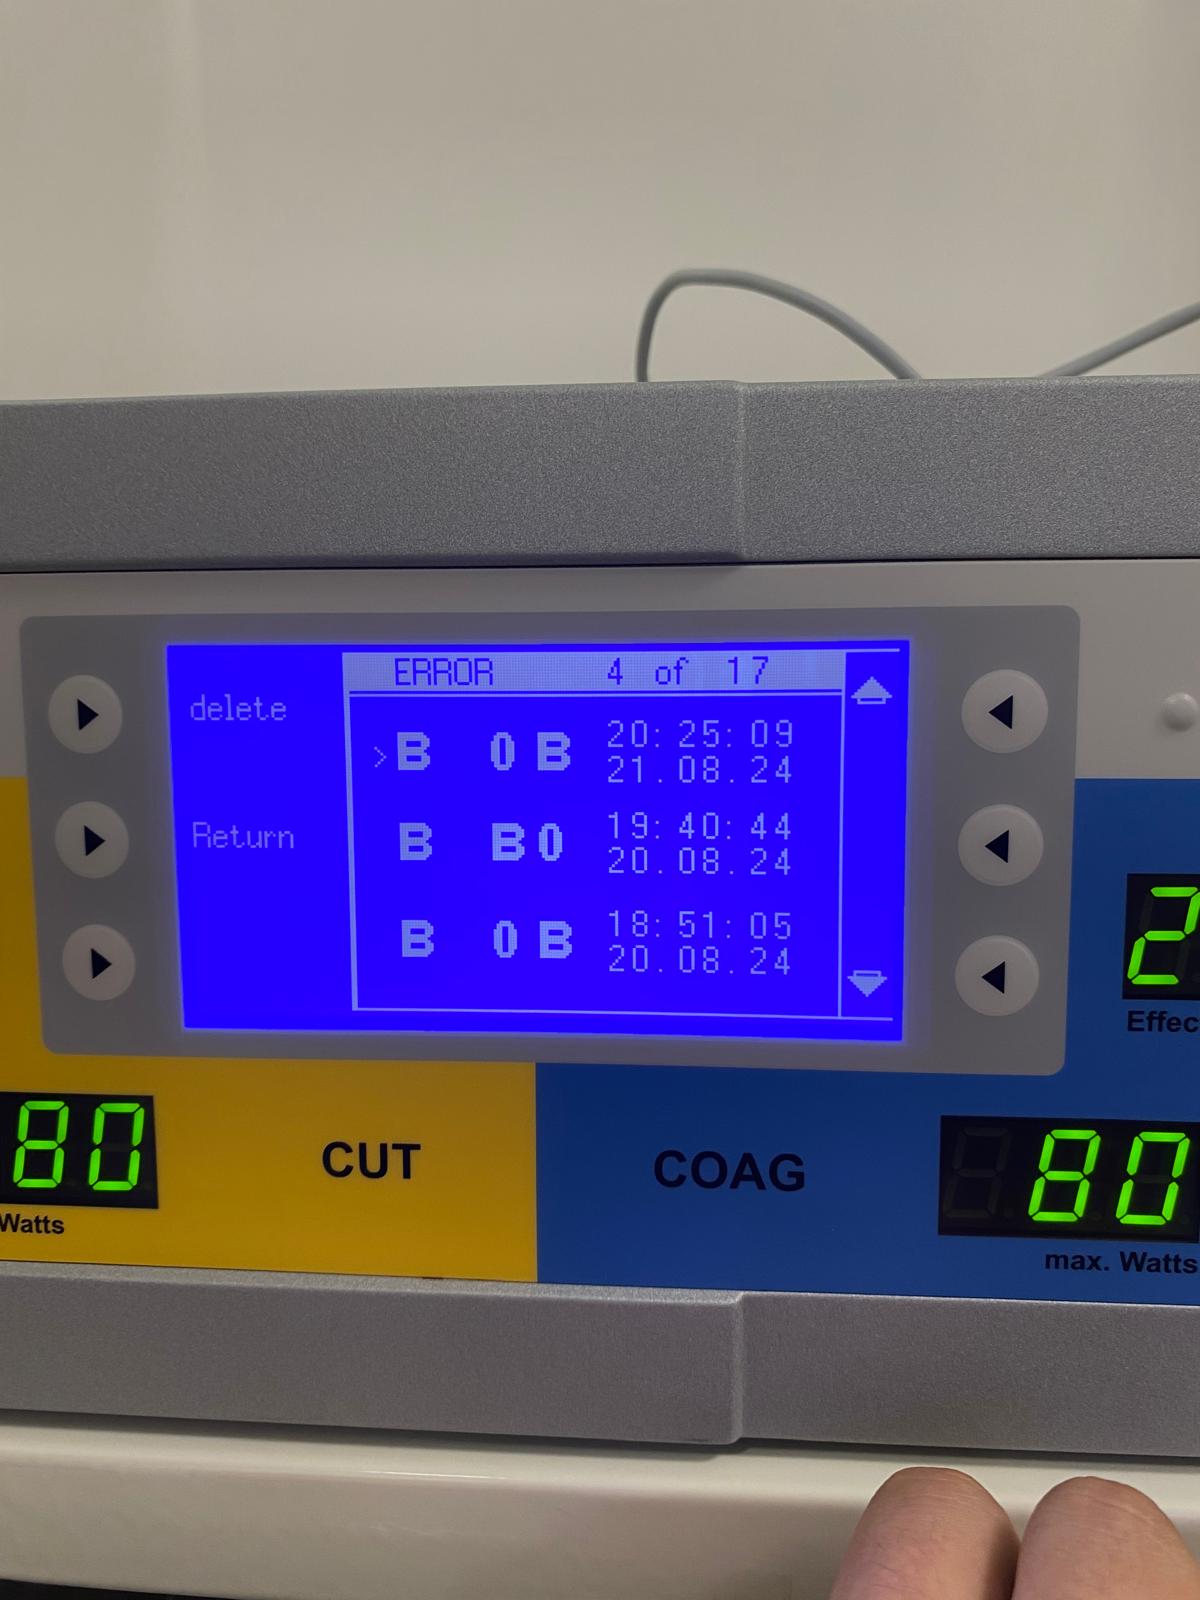 delete
Return
ERROR 4 of 17
>B 0B 20:25:09
21.08.24
B B0 19:40:44
20.08.24
B 0B 18:51:05
20.08.24
2
Effec
80
Watts
CUT
COAG
80
max. Watts